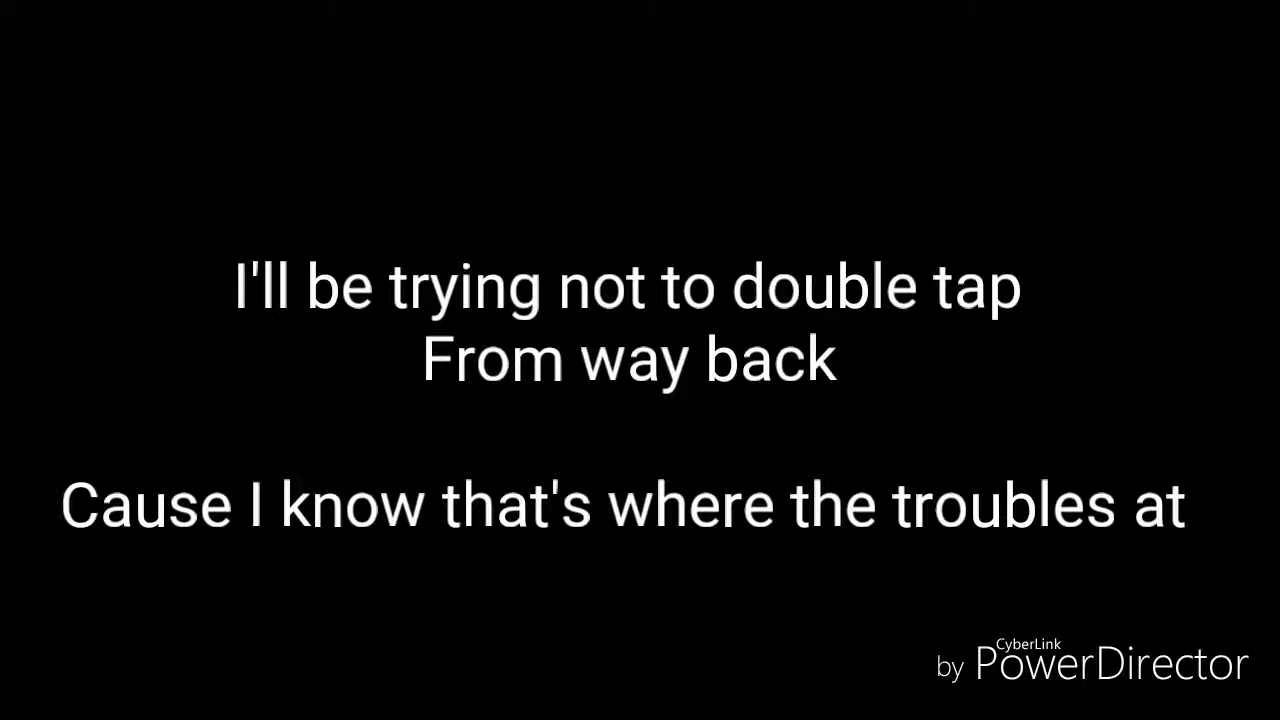 I'll be trying not to double tap
From way back
Cause I know that's where the troubles at
CyberLink
by PowerDirector